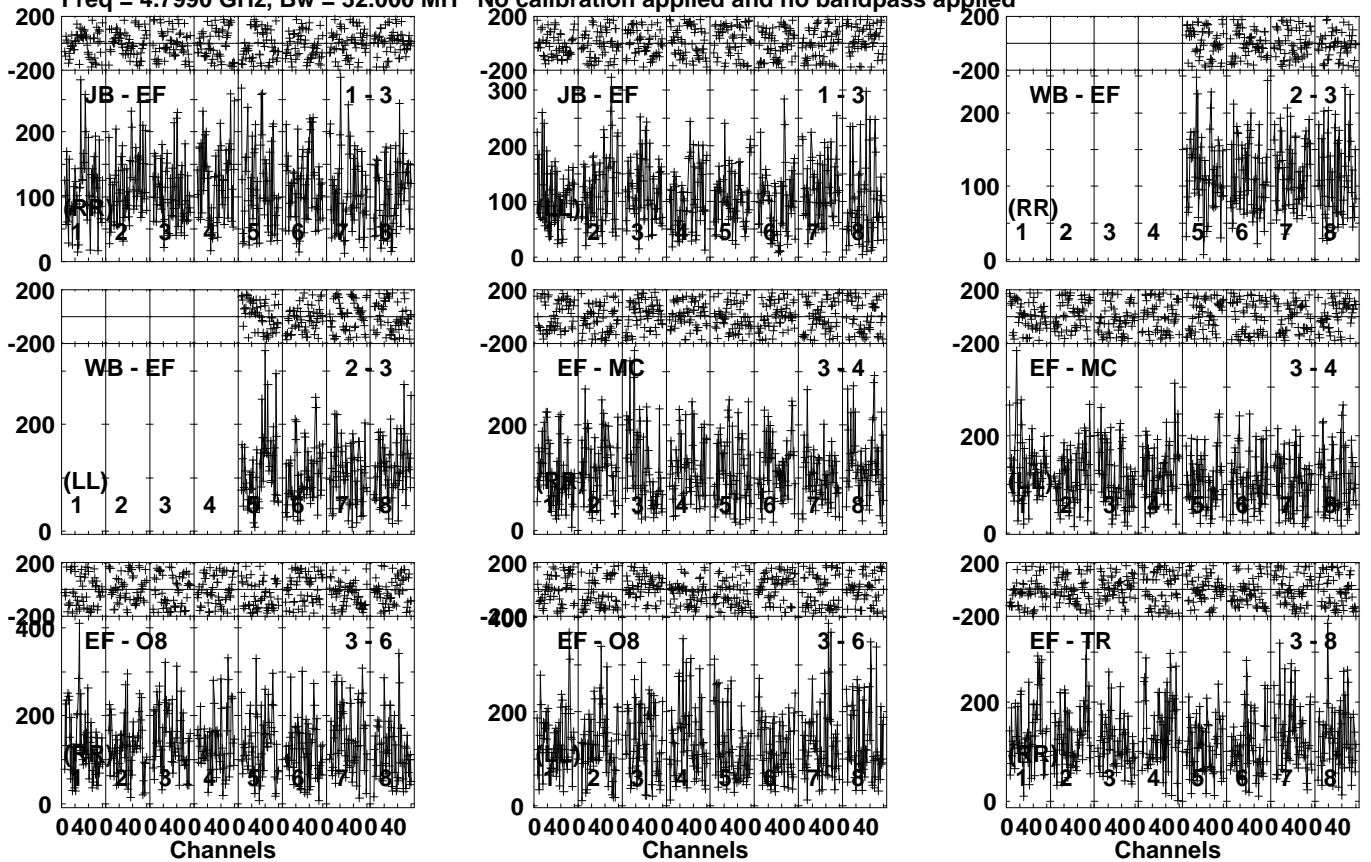 Freq = 4.7990 GHz, Bw = 32.000 MH No calibration applied and no bandpass applied
200 200 200
-200 -200 -200
JB - EF 1 - 3 JB - EF 1 - 3 WB - EF 2 - 3
300
200 200 200
100 100 100
(RR) (LL) (RR)
1 2 3 4 5 6 7 8 1 2 3 4 5 6 7 8 1 2 3 4 5 6 7 8
0 0 0
200 200 200
-200 -200 -200
WB - EF 2 - 3 EF - MC 3 - 4 EF - MC 3 - 4
200 200 200
(LL) (RR) (LL)
1 2 3 4 5 6 7 8 1 2 3 4 5 6 7 8 1 2 3 4 5 6 7 8
0 0 0
200 200 200
-200 -200 -200
400 400
EF - O8 3 - 6 EF - O8 3 - 6 EF - TR 3 - 8
200 200 200
(RR) (LL) (RR)
1 2 3 4 5 6 7 8 1 2 3 4 5 6 7 8 1 2 3 4 5 6 7 8
0 0 0
0 40 0 40 0 40 0 40 0 40 0 40 0 40 0 40 0 40 0 40 0 40 0 40 0 40 0 40 0 40 0 40 0 40 0 40 0 40 0 40 0 40 0 40 0 40 0 40
Channels Channels Channels